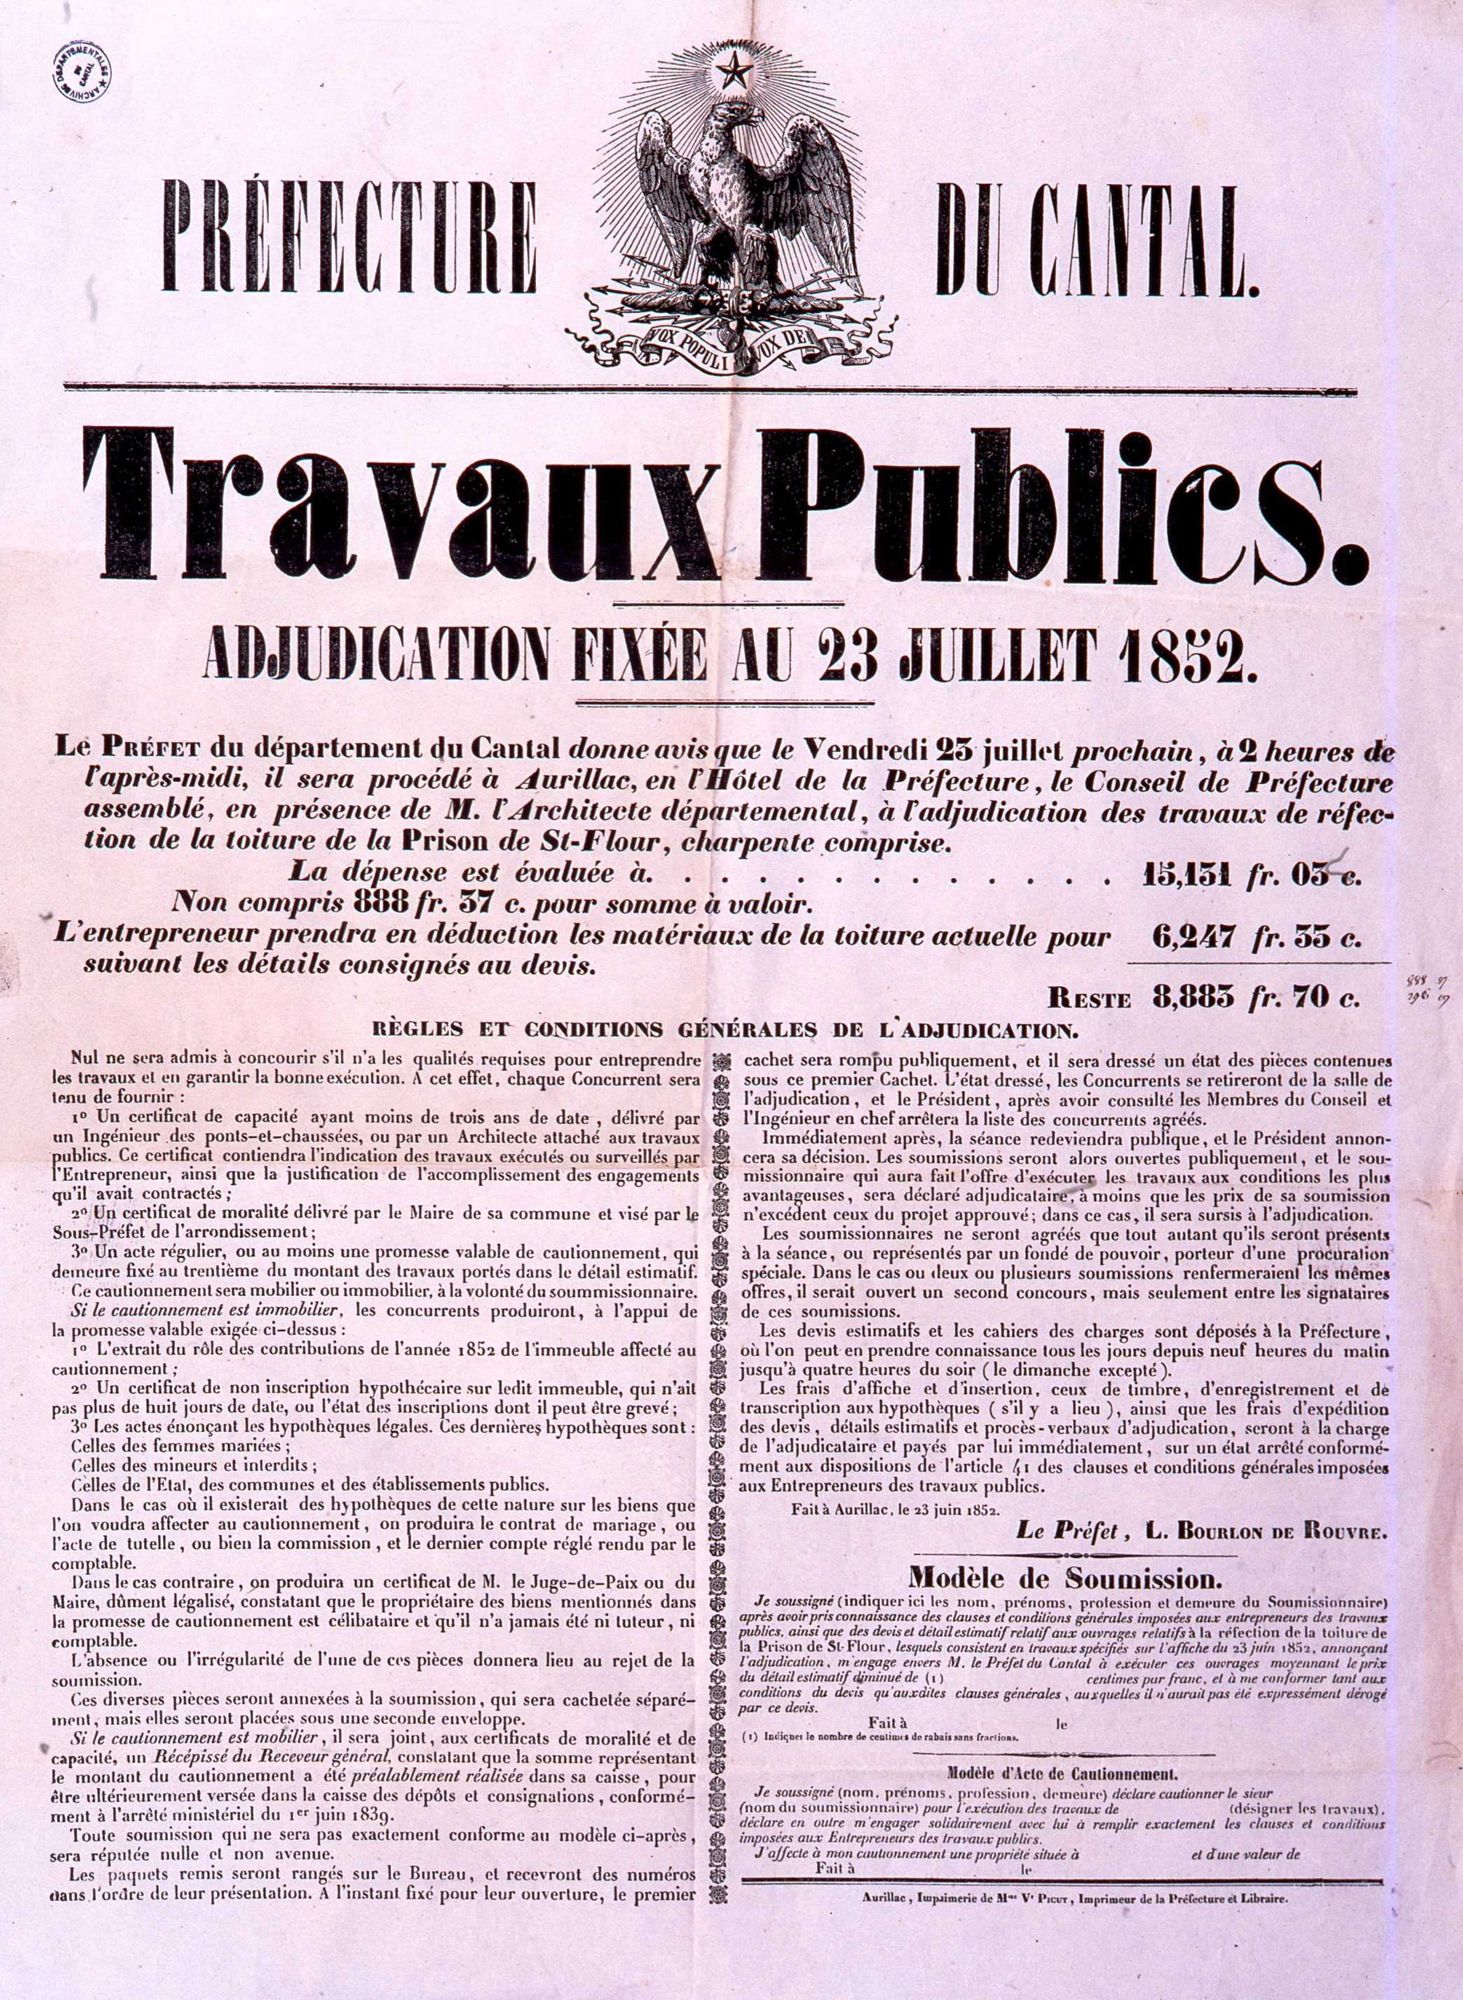 ARCHIVES DÉPARTEMENTALES
DU
CANTAL
PRÉFECTURE DU CANTAL.
VOX POPULI VOX DEI
Travaux Publics.
ADJUDICATION FIXÉE AU 23 JUILLET 1852.
Le PRÉFET du département du Cantal donne avis que le Vendredi 23 juillet prochain, à 2 heures de
l'après-midi, il sera procédé à Aurillac, en l'Hôtel de la Préfecture, le Conseil de Préfecture
assemblé, en présence de M. l'Architecte départemental, à l'adjudication des travaux de réfec-
tion de la toiture de la Prison de St-Flour, charpente comprise.
La dépense est évaluée à. . . . . . . . . . . . . 15,131 fr. 03 c.
Non compris 888 fr. 37 c. pour somme à valoir.
L'entrepreneur prendra en déduction les matériaux de la toiture actuelle pour 6,247 fr. 33 c.
suivant les détails consignés au devis.
RESTE 8,883 fr. 70 c.
RÈGLES ET CONDITIONS GÉNÉRALES DE L'ADJUDICATION.
Nul ne sera admis à concourir s'il n'a les qualités requises pour entreprendre
les travaux et en garantir la bonne exécution. A cet effet, chaque Concurrent sera
tenu de fournir :
1º Un certificat de capacité ayant moins de trois ans de date, délivré par
un Ingénieur des ponts-et-chaussées, ou par un Architecte attaché aux travaux
publics. Ce certificat contiendra l'indication des travaux exécutés ou surveillés par
l'Entrepreneur, ainsi que la justification de l'accomplissement des engagements
qu'il avait contractés ;
2º Un certificat de moralité délivré par le Maire de sa commune et visé par le
Sous-Préfet de l'arrondissement ;
3º Un acte régulier, ou au moins une promesse valable de cautionnement, qui
demeure fixé au trentième du montant des travaux portés dans le détail estimatif.
Ce cautionnement sera mobilier ou immobilier, à la volonté du soummissionnaire.
Si le cautionnement est immobilier, les concurrents produiront, à l'appui de
la promesse valable exigée ci-dessus :
1º L'extrait du rôle des contributions de l'année 1852 de l'immeuble affecté au
cautionnement ;
2º Un certificat de non inscription hypothécaire sur ledit immeuble, qui n'ait
pas plus de huit jours de date, ou l'état des inscriptions dont il peut être grevé ;
3º Les actes énonçant les hypothèques légales. Ces dernières hypothèques sont :
Celles des femmes mariées ;
Celles des mineurs et interdits ;
Celles de l'Etat, des communes et des établissements publics.
Dans le cas où il existerait des hypothèques de cette nature sur les biens que
l'on voudra affecter au cautionnement, on produira le contrat de mariage, ou
l'acte de tutelle, ou bien la commission, et le dernier compte réglé rendu par le
comptable.
Dans le cas contraire, on produira un certificat de M. le Juge-de-Paix ou du
Maire, dûment légalisé, constatant que le propriétaire des biens mentionnés dans
la promesse de cautionnement est célibataire et qu'il n'a jamais été ni tuteur, ni
comptable.
L'absence ou l'irrégularité de l'une de ces pièces donnera lieu au rejet de la
soumission.
Ces diverses pièces seront annexées à la soumission, qui sera cachetée séparé-
ment, mais elles seront placées sous une seconde enveloppe.
Si le cautionnement est mobilier, il sera joint, aux certificats de moralité et de
capacité, un Récépissé du Receveur général, constatant que la somme représentant
le montant du cautionnement a été préalablement réalisée dans sa caisse, pour
être ultérieurement versée dans la caisse des dépôts et consignations, conformé-
ment à l'arrêté ministériel du 1er juin 1839.
Toute soumission qui ne sera pas exactement conforme au modèle ci-après,
sera réputée nulle et non avenue.
Les paquets remis seront rangés sur le Bureau, et recevront des numéros
dans l'ordre de leur présentation. A l'instant fixé pour leur ouverture, le premier
cachet sera rompu publiquement, et il sera dressé un état des pièces contenues
sous ce premier Cachet. L'état dressé, les Concurrents se retireront de la salle de
l'adjudication, et le Président, après avoir consulté les Membres du Conseil et
l'Ingénieur en chef arrêtera la liste des concurrents agréés.
Immédiatement après, la séance redeviendra publique, et le Président annon-
cera sa décision. Les soumissions seront alors ouvertes publiquement, et le sou-
missionnaire qui aura fait l'offre d'exécuter les travaux aux conditions les plus
avantageuses, sera déclaré adjudicataire, à moins que les prix de sa soumission
n'excèdent ceux du projet approuvé ; dans ce cas, il sera sursis à l'adjudication.
Les soumissionnaires ne seront agréés que tout autant qu'ils seront présents
à la séance, ou représentés par un fondé de pouvoir, porteur d'une procuration
spéciale. Dans le cas ou deux ou plusieurs soumissions renfermeraient les mêmes
offres, il serait ouvert un second concours, mais seulement entre les signataires
de ces soumissions.
Les devis estimatifs et les cahiers des charges sont déposés à la Préfecture,
où l'on peut en prendre connaissance tous les jours depuis neuf heures du matin
jusqu'à quatre heures du soir (le dimanche excepté).
Les frais d'affiche et d'insertion, ceux de timbre, d'enregistrement et de
transcription aux hypothèques (s'il y a lieu), ainsi que les frais d'expédition
des devis, détails estimatifs et procès-verbaux d'adjudication, seront à la charge
de l'adjudicataire et payés par lui immédiatement, sur un état arrêté conformé-
ment aux dispositions de l'article 41 des clauses et conditions générales imposées
aux Entrepreneurs des travaux publics.
Fait à Aurillac, le 23 juin 1852.
Le Préfet, L. BOURLON DE ROUVRE.
Modèle de Soumission.
Je soussigné (indiquer ici les nom, prénoms, profession et demeure du Soumissionnaire)
après avoir pris connaissance des clauses et conditions générales imposées aux entrepreneurs des travaux
publics, ainsi que des devis et détail estimatif relatif aux ouvrages relatifs à la réfection de la toiture de
la Prison de St-Flour, lesquels consistent en travaux spécifiés sur l'affiche du 23 juin 1852, annonçant
l'adjudication, m'engage envers M. le Préfet du Cantal à exécuter ces ouvrages moyennant le prix
du détail estimatif diminué de (1) centimes par franc, et à me conformer tant aux
conditions du devis qu'auxdites clauses générales, auxquelles il n'aurait pas été expressément dérogé
par ce devis.
Fait à le
(1) Indiquer le nombre de centimes de rabais sans fractions.
Modèle d'Acte de Cautionnement.
Je soussigné (nom, prénoms, profession, demeure) déclare cautionner le sieur
(nom du soumissionnaire) pour l'exécution des travaux de (désigner les travaux),
déclare en outre m'engager solidairement avec lui à remplir exactement les clauses et conditions
imposées aux Entrepreneurs des travaux publics.
J'affecte à mon cautionnement une propriété située à et d'une valeur de
Fait à le
Aurillac, Imprimerie de Mme Ve PICUT, Imprimeur de la Préfecture et Libraire.